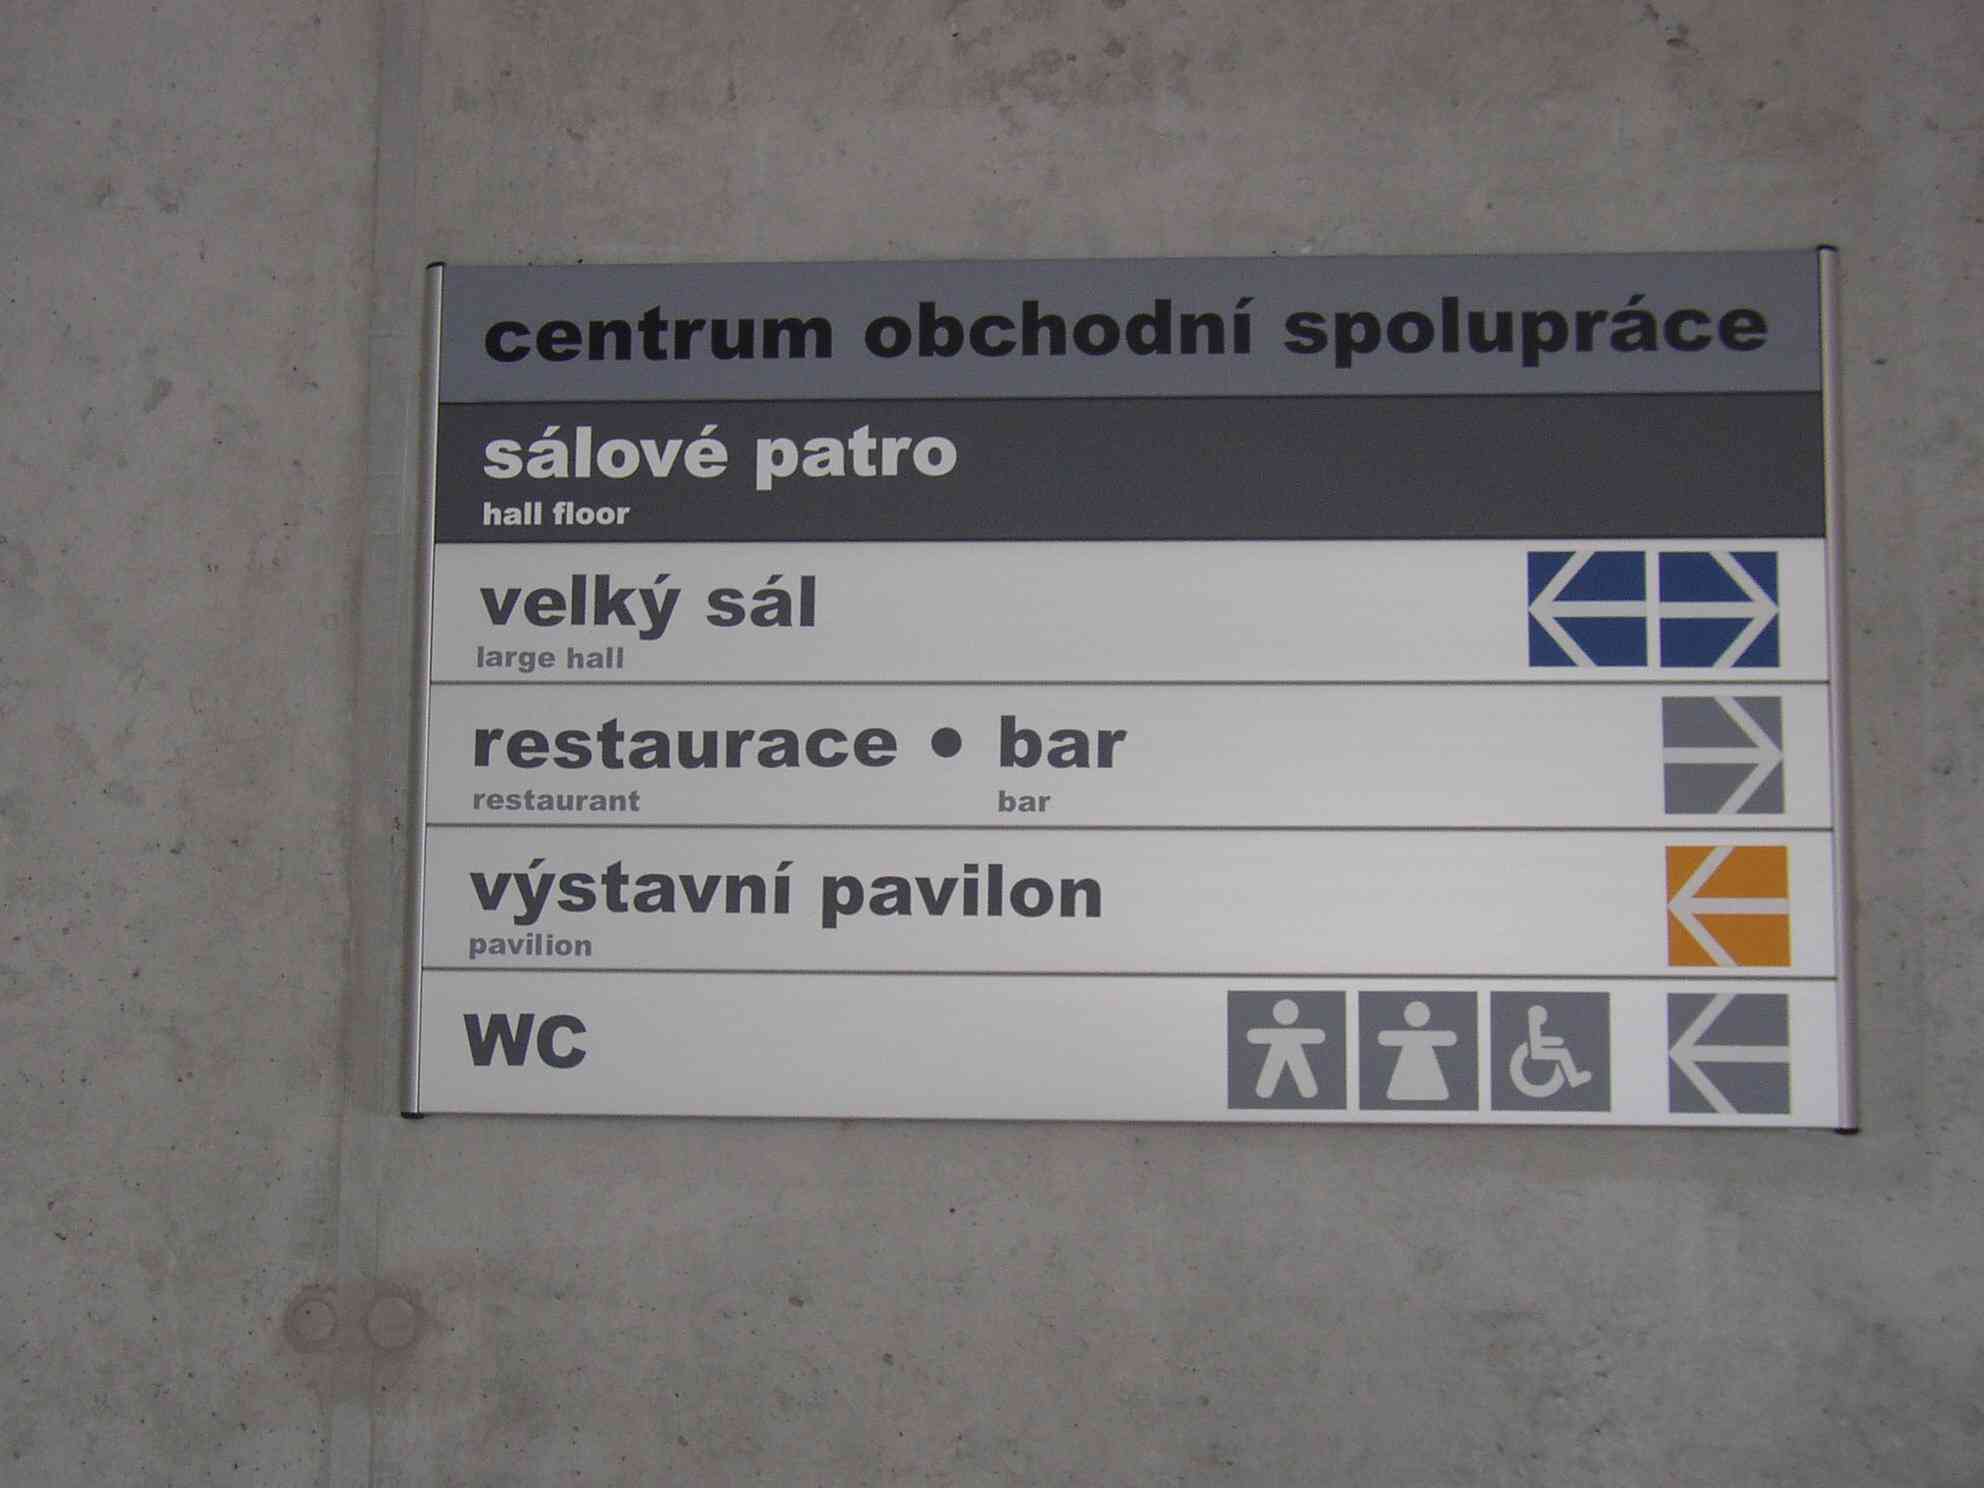 centrum obchodní spolupráce
sálové patro
hall floor
velký sál
large hall
restaurace • bar
restaurant bar
výstavní pavilon
pavilion
WC